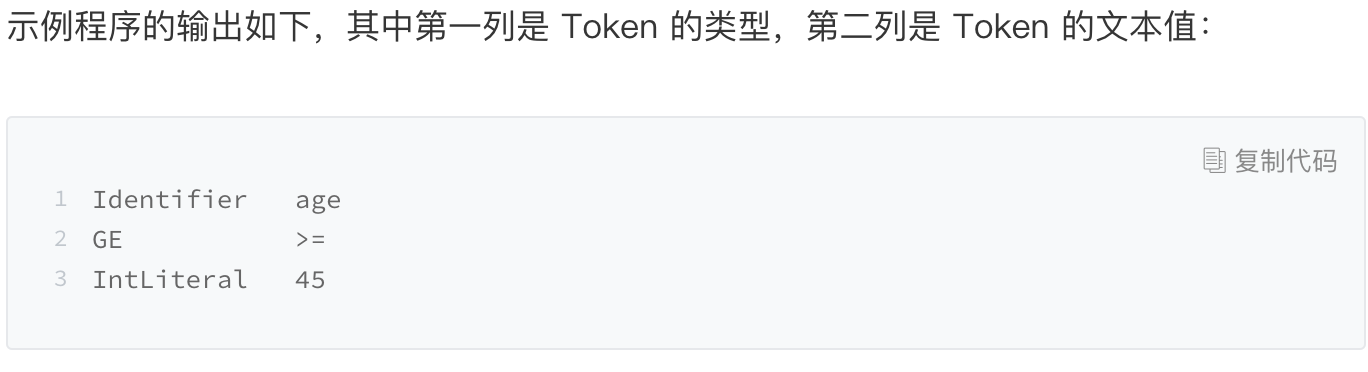 示例程序的输出如下，其中第一列是 Token 的类型，第二列是 Token 的文本值：
复制代码
1 Identifier age
2 GE >=
3 IntLiteral 45